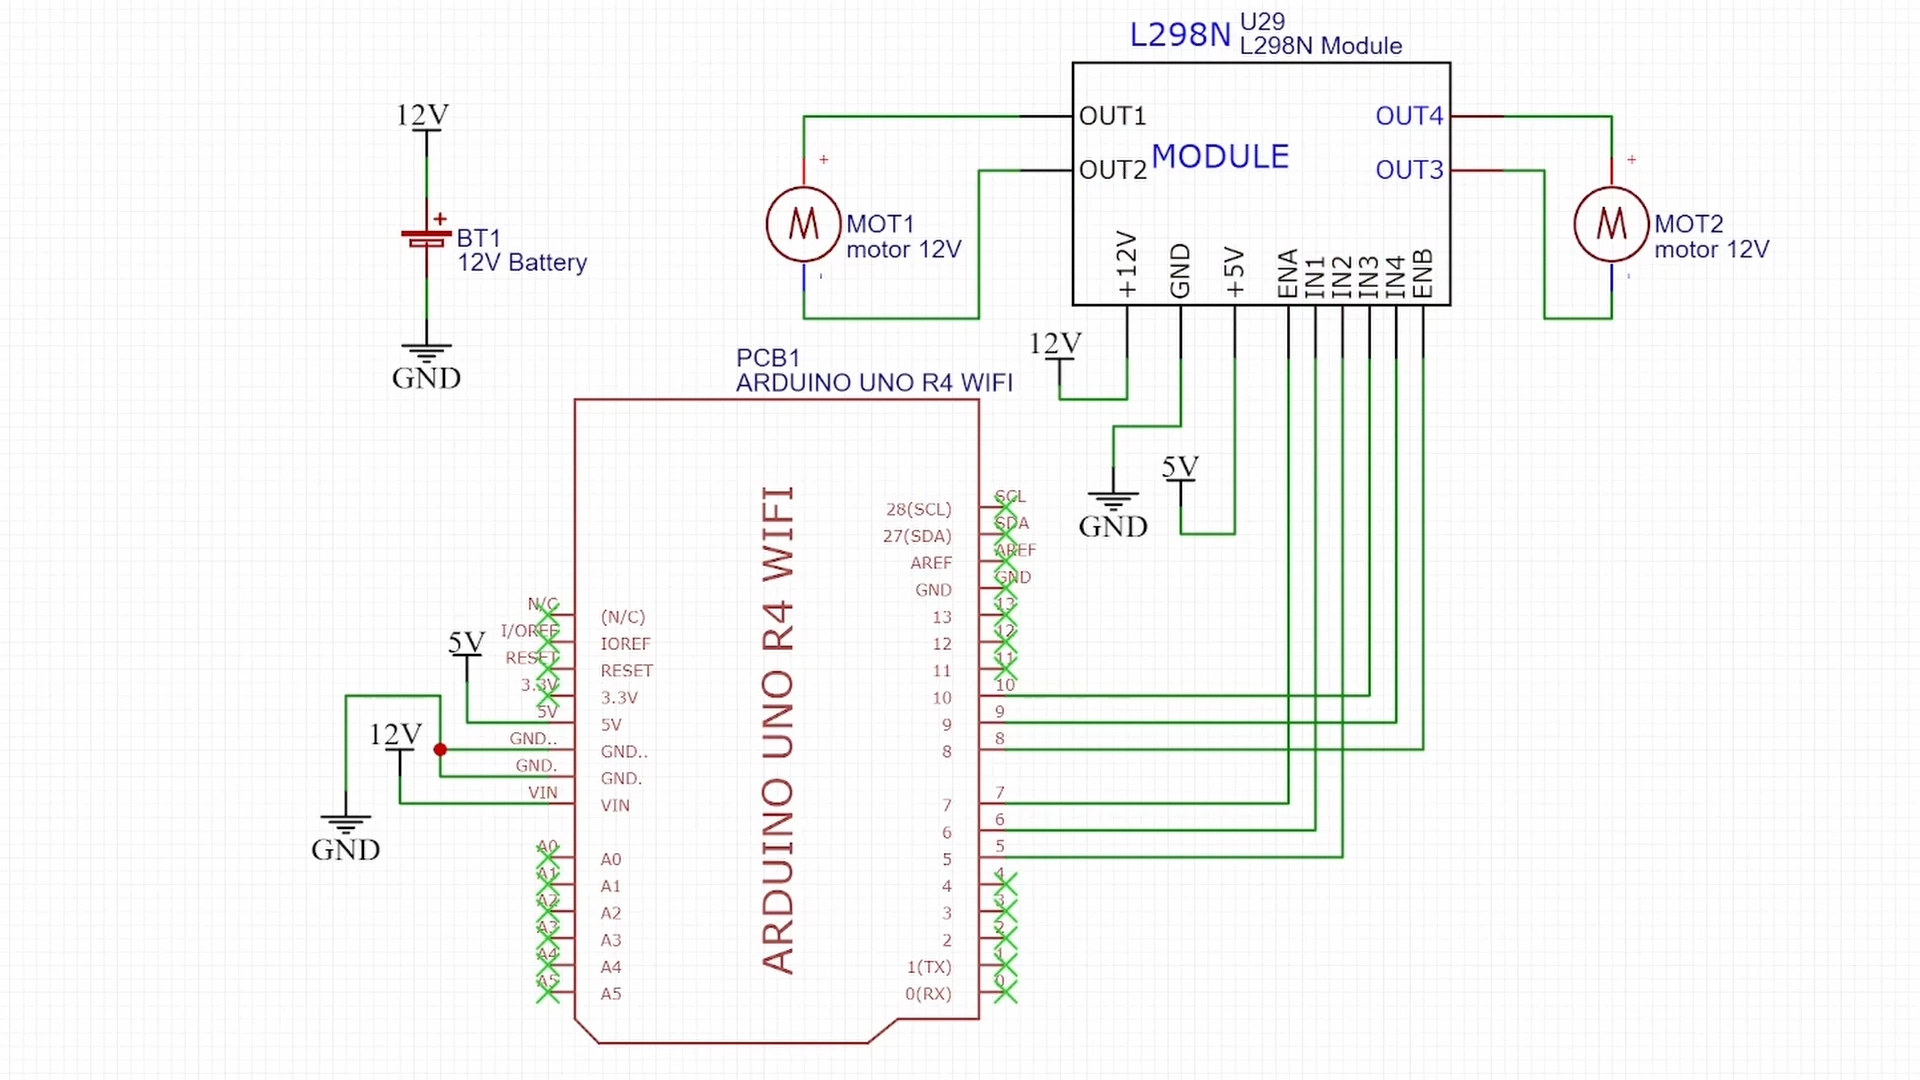 L298N
U29
L298N Module
12V
+
BT1
12V Battery
GND
OUT1
OUT2
MODULE
OUT4
OUT3
+12V
GND
+5V
ENA
IN1
IN2
IN3
IN4
ENB
+
M
MOT1
motor 12V
+
M
MOT2
motor 12V
12V
GND
5V
PCB1
ARDUINO UNO R4 WIFI
ARDUINO UNO R4 WIFI
5V
12V
GND
N/C
(N/C)
I/OREF
IOREF
RESET
RESET
3.3V
3.3V
5V
5V
GND..
GND..
GND.
GND.
VIN
VIN
A0
A0
A1
A1
A2
A2
A3
A3
A4
A4
A5
A5
28(SCL)
SCL
27(SDA)
SDA
AREF
AREF
GND
GND
13
13
12
12
11
11
10
10
9
9
8
8
7
7
6
6
5
5
4
4
3
3
2
2
1(TX)
1
0(RX)
0